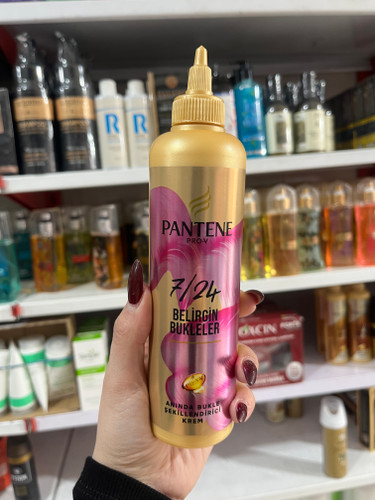 PANTENE
PRO-V
7/24
BELİRGİN
BUKLELER
ANINDA BUKLE
ŞEKİLLENDİRİCİ
KREM
R
R